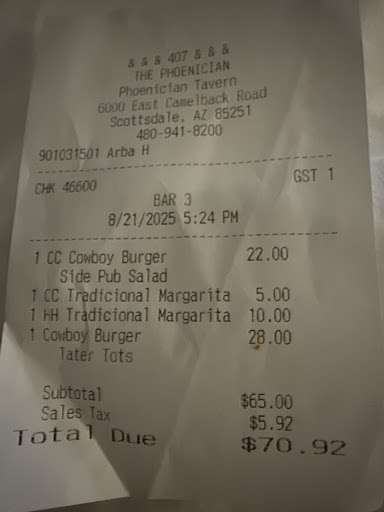 & & & 407 & & &
THE PHOENICIAN
Phoenician Tavern
6000 East Camelback Road
Scottsdale, AZ 85251
480-941-8200
901031501 Arba H
CHK 46600 GST 1
BAR 3
8/21/2025 5:24 PM
1 CC Cowboy Burger 22.00
Side Pub Salad
1 CC Tradicional Margarita 5.00
1 HH Tradicional Margarita 10.00
1 Cowboy Burger 28.00
Tater Tots
Subtotal $65.00
Sales Tax $5.92
Total Due $70.92